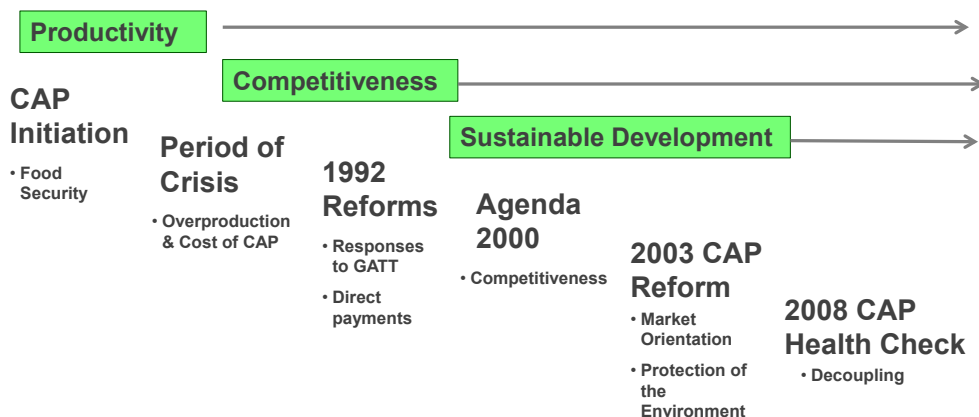 Productivity
Competitiveness
Sustainable Development
CAP
Initiation
• Food
Security
Period of
Crisis
• Overproduction
& Cost of CAP
1992
Reforms
• Responses
to GATT
• Direct
payments
Agenda
2000
• Competitiveness
2003 CAP
Reform
• Market
Orientation
• Protection of
the
Environment
2008 CAP
Health Check
• Decoupling